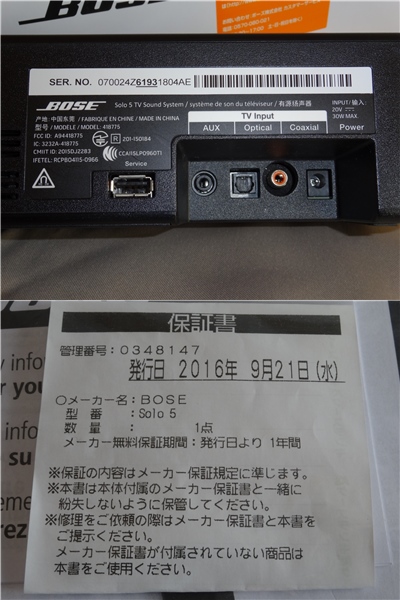 BOSE
SER. NO. 070024Z61931804AE
BOSE Solo 5 TV Sound System / système de son du téléviseur / 有源扬声器
产地: 中国东莞 / FABRIQUÉ EN CHINE / MADE IN CHINA
型号 / MODÈLE / MODEL: 418775
FCC ID: A94418775
IC: 3232A-418775
CMIIT ID: 2015DJ2283
IFETEL: RCPBO415-0966
R 201-150184
CCAI15LP0960T1
Service
TV Input
AUX Optical Coaxial
INPUT/输入:
20V
30W MAX.
Power
保証書
管理番号:0348147
発行日 2016年 9月21日(水)
○メーカー名:BOSE
型 番 :Solo 5
数 量 : 1点
メーカー無料保証期間:発行日より 1年間
※保証の内容はメーカー保証規定に準じます。
※本書は本体付属のメーカー保証書と一緒に
紛失しないように保管してください。
※修理をご依頼の際はメーカー保証書と本書を
ご提示ください。
メーカー保証書が付属されていない商品は
本書をご使用ください。